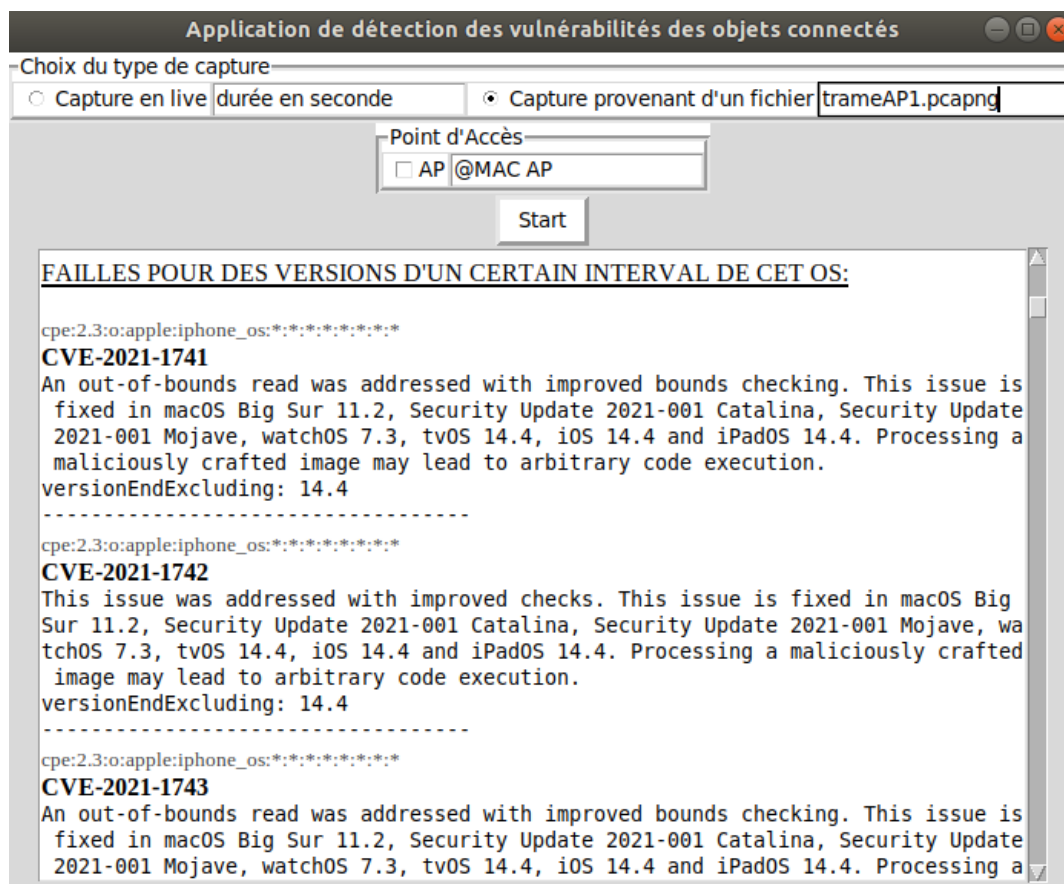 Application de détection des vulnérabilités des objets connectés
Choix du type de capture
Capture en live durée en seconde Capture provenant d'un fichier trameAP1.pcapng
Point d'Accès
AP @MAC AP
Start
FAILLES POUR DES VERSIONS D'UN CERTAIN INTERVAL DE CET OS:
cpe:2.3:o:apple:iphone_os:*:*:*:*:*:*:*:*
CVE-2021-1741
An out-of-bounds read was addressed with improved bounds checking. This issue is
fixed in macOS Big Sur 11.2, Security Update 2021-001 Catalina, Security Update
2021-001 Mojave, watchOS 7.3, tvOS 14.4, iOS 14.4 and iPadOS 14.4. Processing a
maliciously crafted image may lead to arbitrary code execution.
versionEndExcluding: 14.4
-----------------------------------
cpe:2.3:o:apple:iphone_os:*:*:*:*:*:*:*:*
CVE-2021-1742
This issue was addressed with improved checks. This issue is fixed in macOS Big
Sur 11.2, Security Update 2021-001 Catalina, Security Update 2021-001 Mojave, wa
tchOS 7.3, tvOS 14.4, iOS 14.4 and iPadOS 14.4. Processing a maliciously crafted
image may lead to arbitrary code execution.
versionEndExcluding: 14.4
-----------------------------------
cpe:2.3:o:apple:iphone_os:*:*:*:*:*:*:*:*
CVE-2021-1743
An out-of-bounds read was addressed with improved bounds checking. This issue is
fixed in macOS Big Sur 11.2, Security Update 2021-001 Catalina, Security Update
2021-001 Mojave, watchOS 7.3, tvOS 14.4, iOS 14.4 and iPadOS 14.4. Processing a